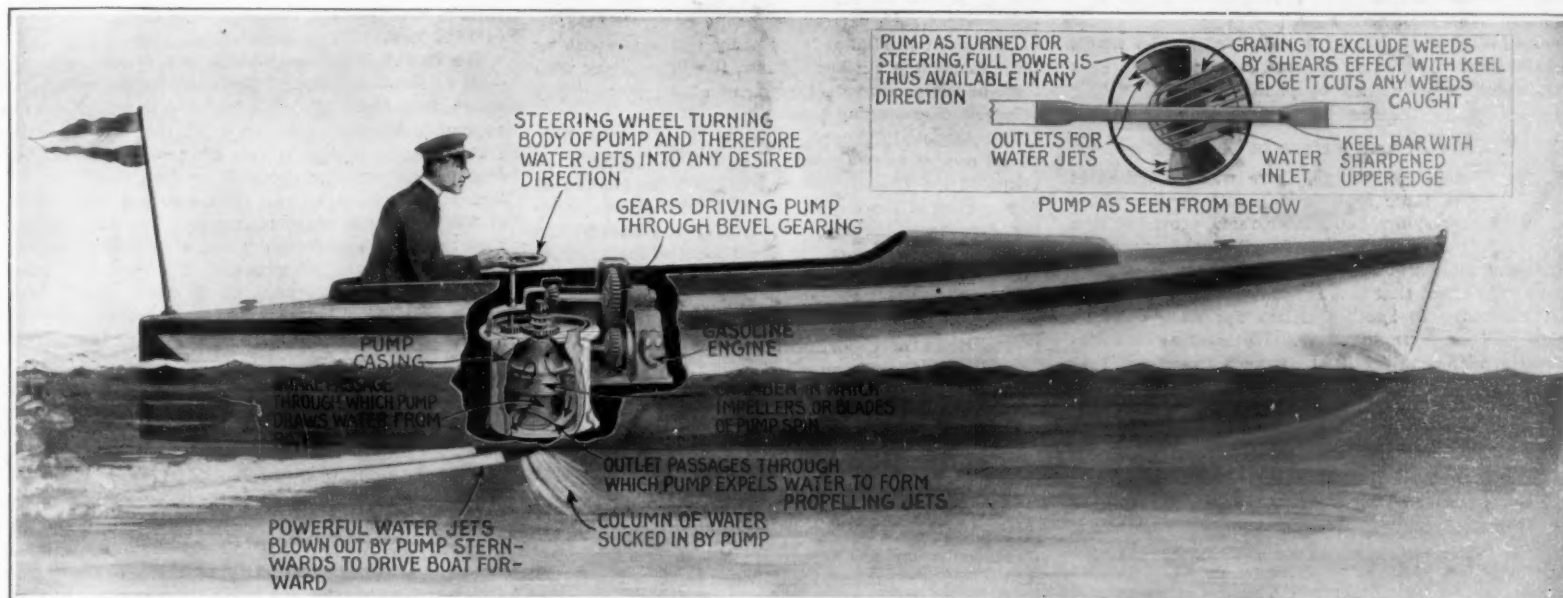 PUMP AS TURNED FOR
STEERING, FULL POWER IS
THUS AVAILABLE IN ANY
DIRECTION
GRATING TO EXCLUDE WEEDS
BY SHEARS EFFECT WITH KEEL
EDGE IT CUTS ANY WEEDS
CAUGHT
OUTLETS FOR
WATER JETS
WATER
INLET
KEEL BAR WITH
SHARPENED
UPPER EDGE
PUMP AS SEEN FROM BELOW
STEERING WHEEL TURNING
BODY OF PUMP AND THEREFORE
WATER JETS INTO ANY DESIRED
DIRECTION
GEARS DRIVING PUMP
THROUGH BEVEL GEARING
PUMP
CASING
GASOLINE
ENGINE
PASSAGE
THROUGH WHICH PUMP
DRAWS WATER FROM
CHAMBER IN WHICH
IMPELLERS OR BLADES
OF PUMP SPIN
OUTLET PASSAGES THROUGH
WHICH PUMP EXPELS WATER TO FORM
PROPELLING JETS
POWERFUL WATER JETS
BLOWN OUT BY PUMP STERN-
WARDS TO DRIVE BOAT FOR-
WARD
COLUMN OF WATER
SUCKED IN BY PUMP